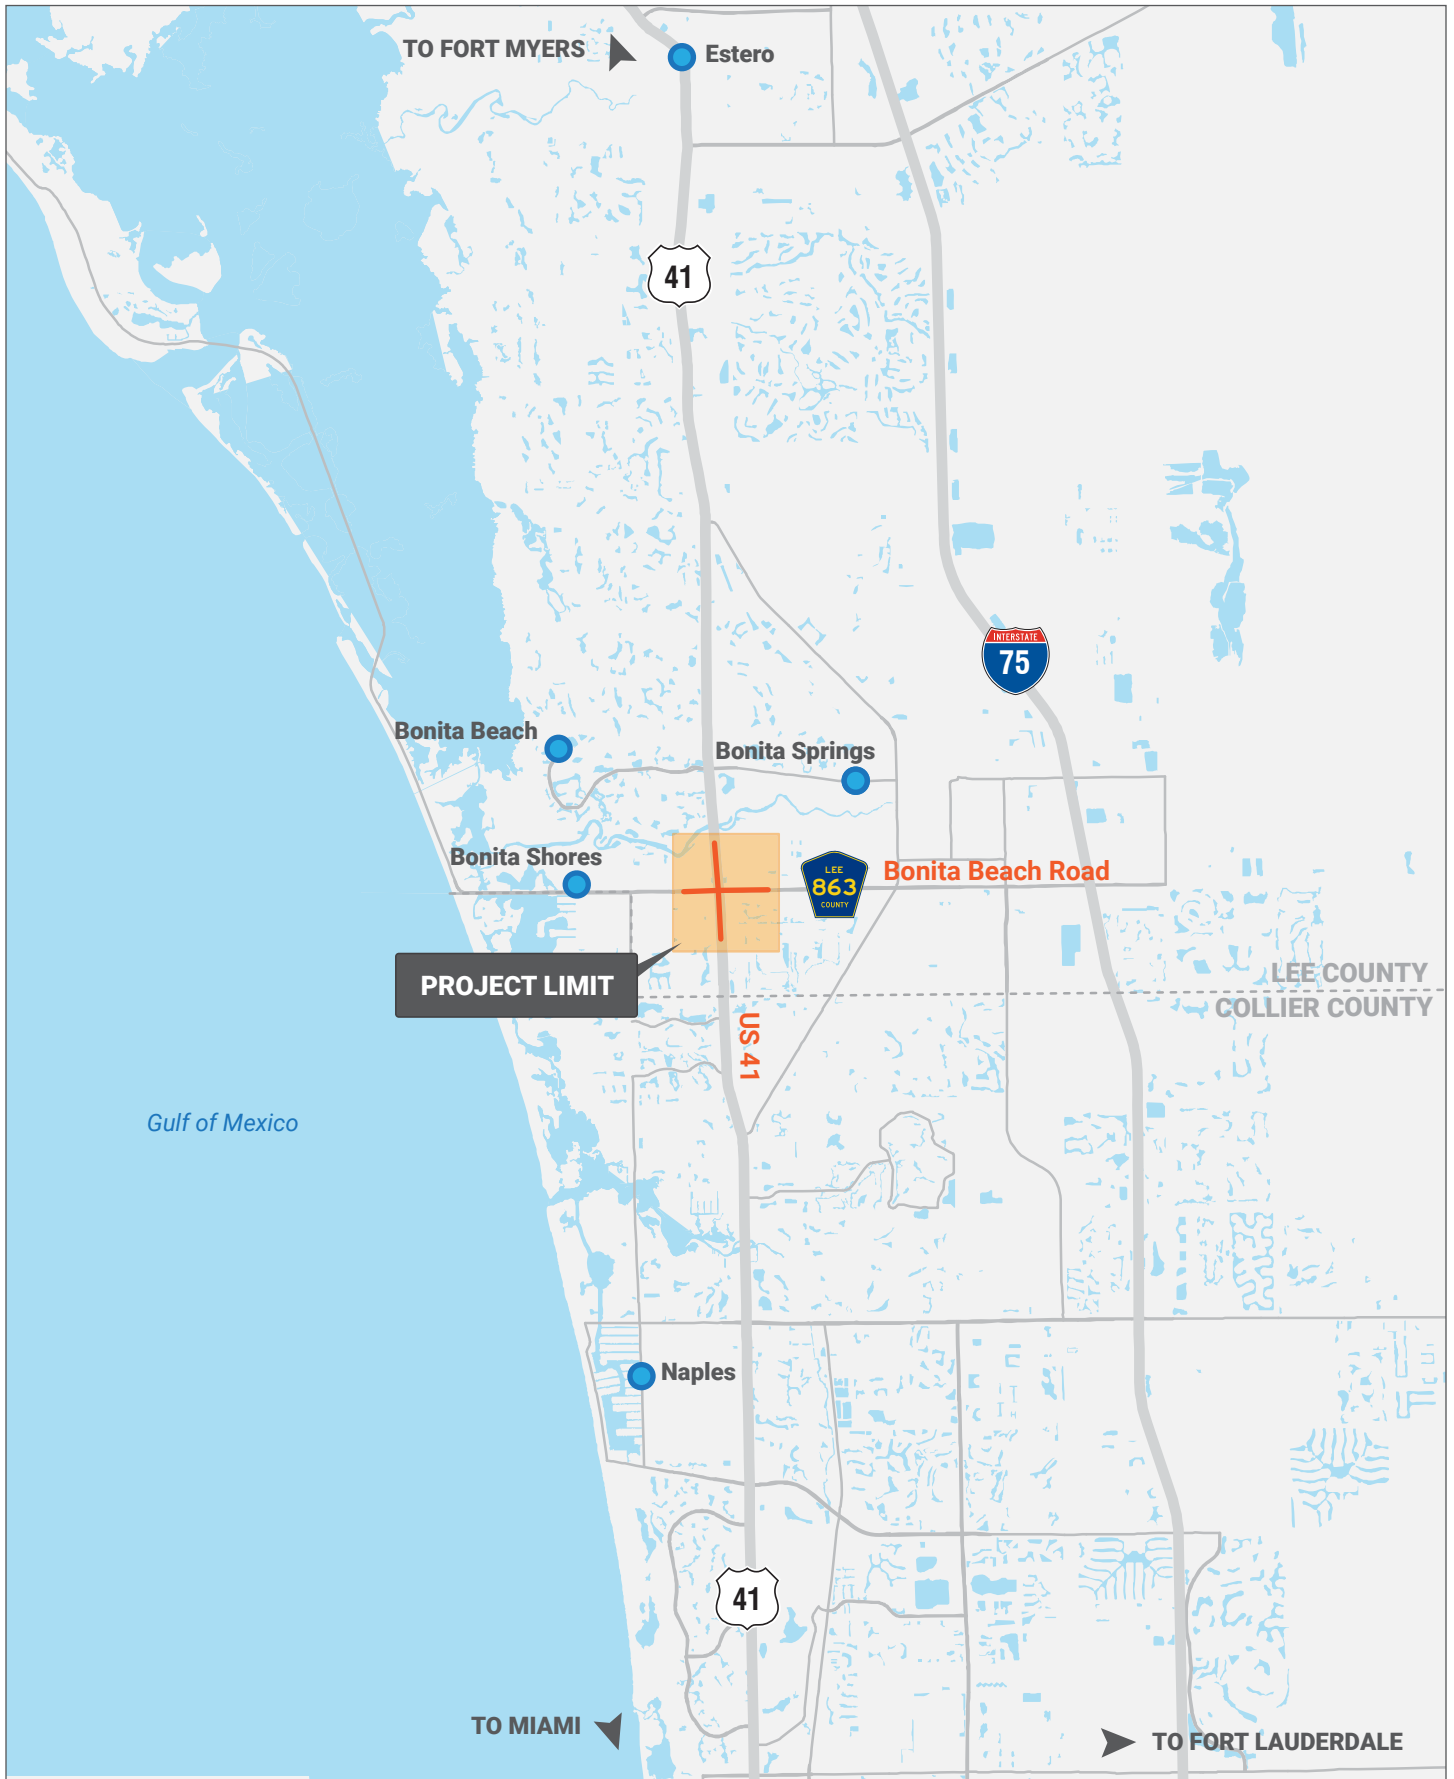 TO FORT MYERS
Estero
41
INTERSTATE
75
Bonita Beach
Bonita Springs
Bonita Shores
LEE
863
COUNTY
Bonita Beach Road
PROJECT LIMIT
LEE COUNTY
COLLIER COUNTY
US 41
Gulf of Mexico
Naples
41
TO MIAMI
TO FORT LAUDERDALE